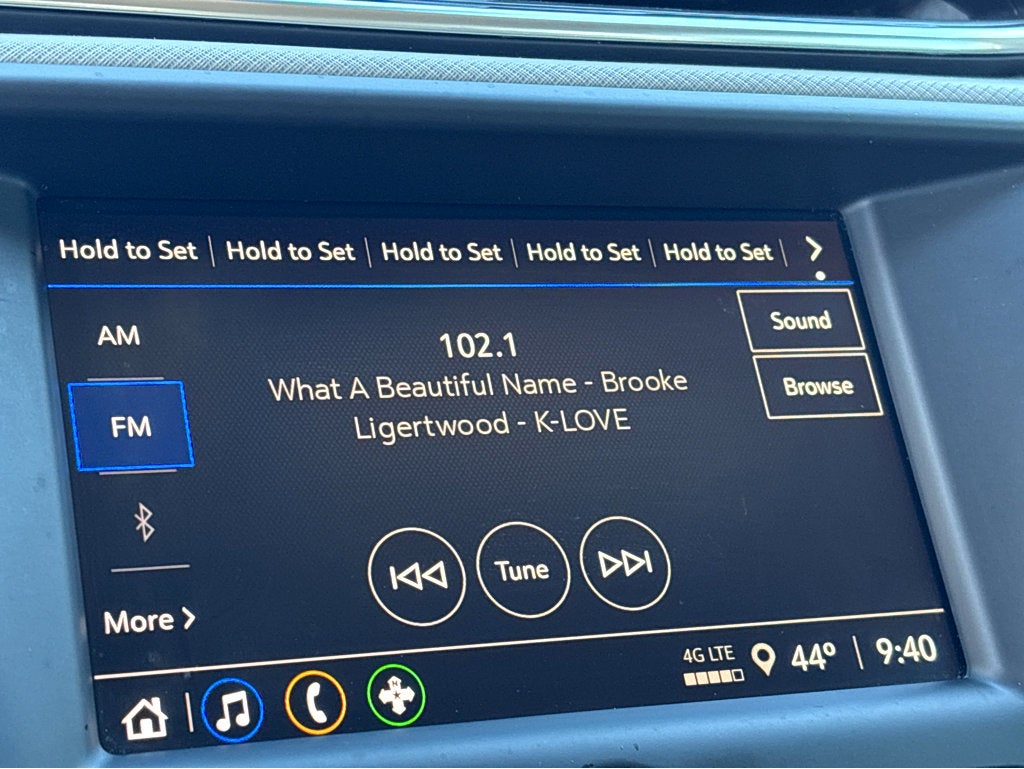 Hold to Set Hold to Set Hold to Set Hold to Set Hold to Set
Sound
AM
102.1
What A Beautiful Name - Brooke
Browse
FM
Ligertwood - K-LOVE
Tune
More
4G LTE
44° 9:40
N